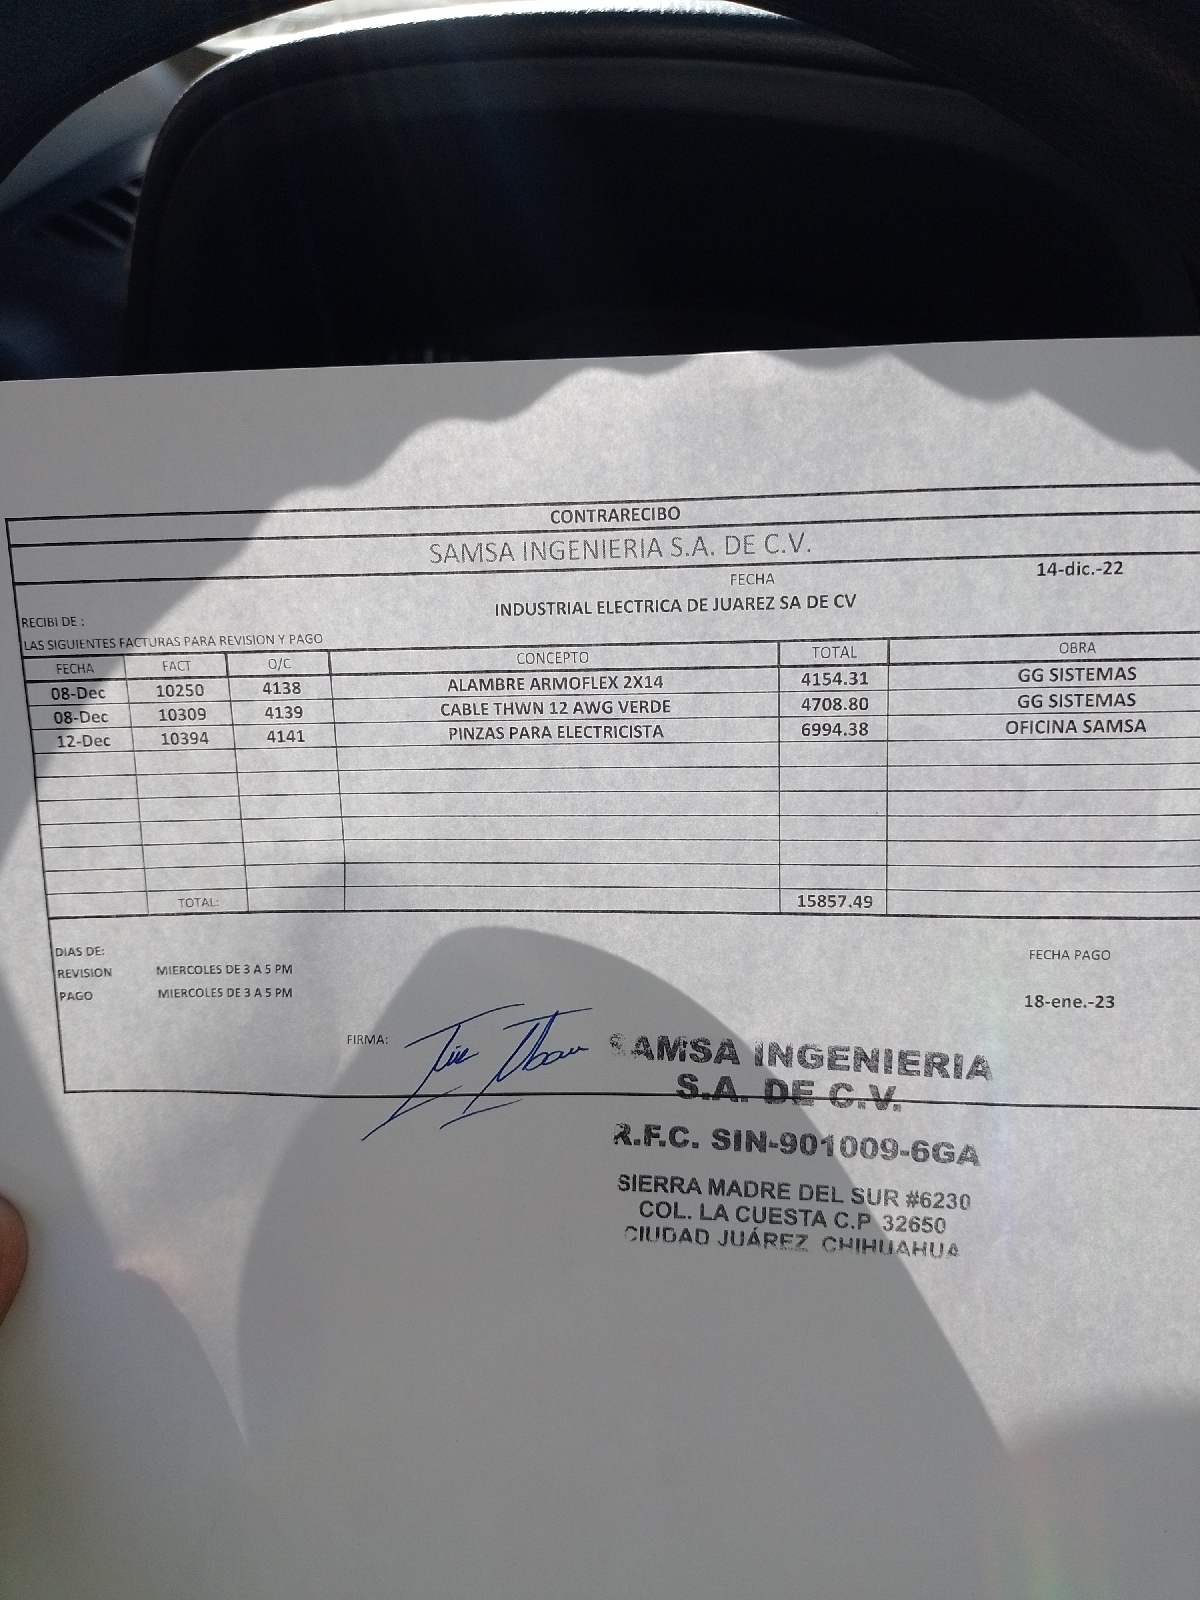 CONTRARECIBO
SAMSA INGENIERIA S.A. DE C.V.
FECHA 14-dic.-22
RECIBI DE : INDUSTRIAL ELECTRICA DE JUAREZ SA DE CV
LAS SIGUIENTES FACTURAS PARA REVISION Y PAGO
FECHA FACT O/C CONCEPTO TOTAL OBRA
08-Dec 10250 4138 ALAMBRE ARMOFLEX 2X14 4154.31 GG SISTEMAS
08-Dec 10309 4139 CABLE THWN 12 AWG VERDE 4708.80 GG SISTEMAS
12-Dec 10394 4141 PINZAS PARA ELECTRICISTA 6994.38 OFICINA SAMSA
TOTAL: 15857.49
DIAS DE: FECHA PAGO
REVISION MIERCOLES DE 3 A 5 PM
PAGO MIERCOLES DE 3 A 5 PM 18-ene.-23
FIRMA:
SAMSA INGENIERIA
S.A. DE C.V.
R.F.C. SIN-901009-6GA
SIERRA MADRE DEL SUR #6230
COL. LA CUESTA C.P 32650
CIUDAD JUÁREZ CHIHUAHUA